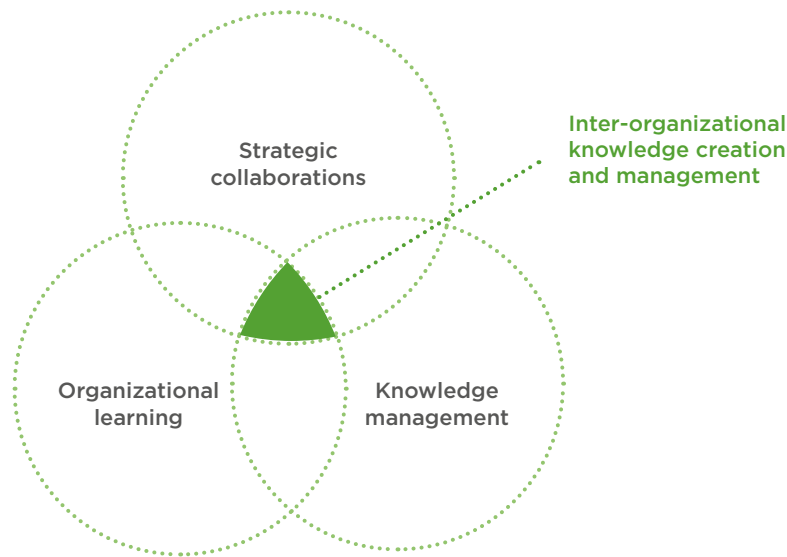 Strategic
collaborations
Inter-organizational
knowledge creation
and management
Organizational
learning
Knowledge
management